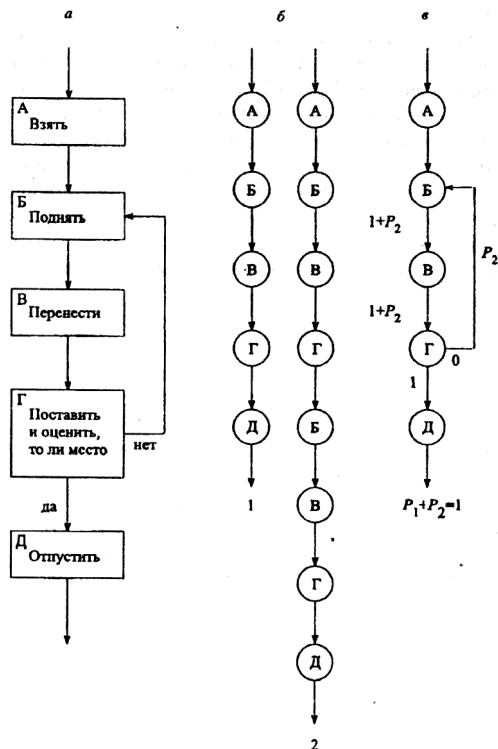 а
А
Взять
Б
Поднять
В
Перенести
Г
Поставить
и оценить,
то ли место
нет
да
Д
Отпустить
б
А
Б
В
Г
Д
1
А
Б
В
Г
Б
В
Г
Д
2
в
А
Б
1+P₂
В
P₂
1+P₂
Г
0
1
Д
P₁+P₂=1